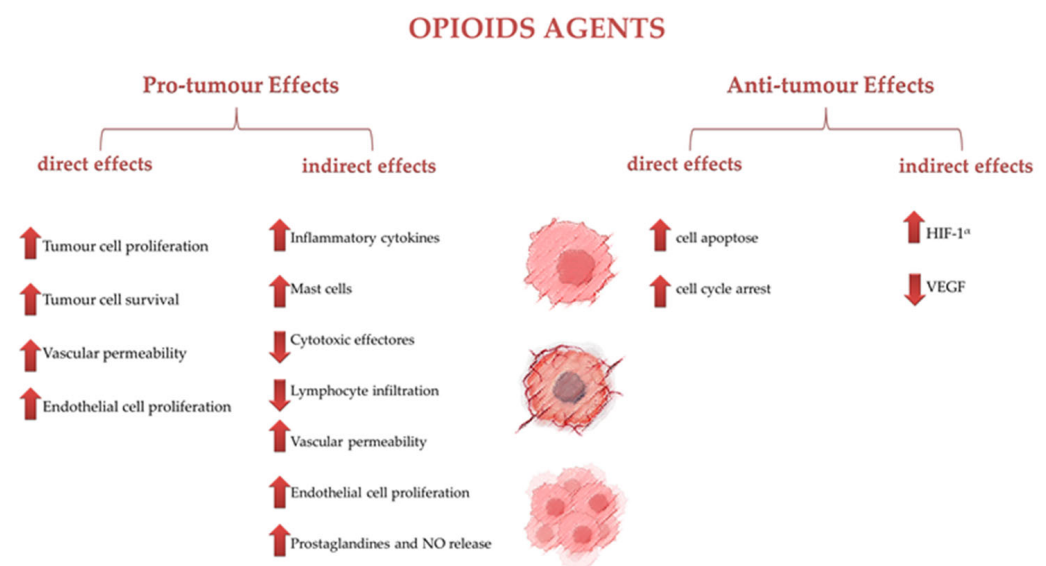 OPIOIDS AGENTS
Pro-tumour Effects
direct effects
Tumour cell proliferation
Tumour cell survival
Vascular permeability
Endothelial cell proliferation
indirect effects
Inflammatory cytokines
Mast cells
Cytotoxic effectores
Lymphocyte infiltration
Vascular permeability
Endothelial cell proliferation
Prostaglandines and NO release
Anti-tumour Effects
direct effects
cell apoptose
cell cycle arrest
indirect effects
HIF-1α
VEGF